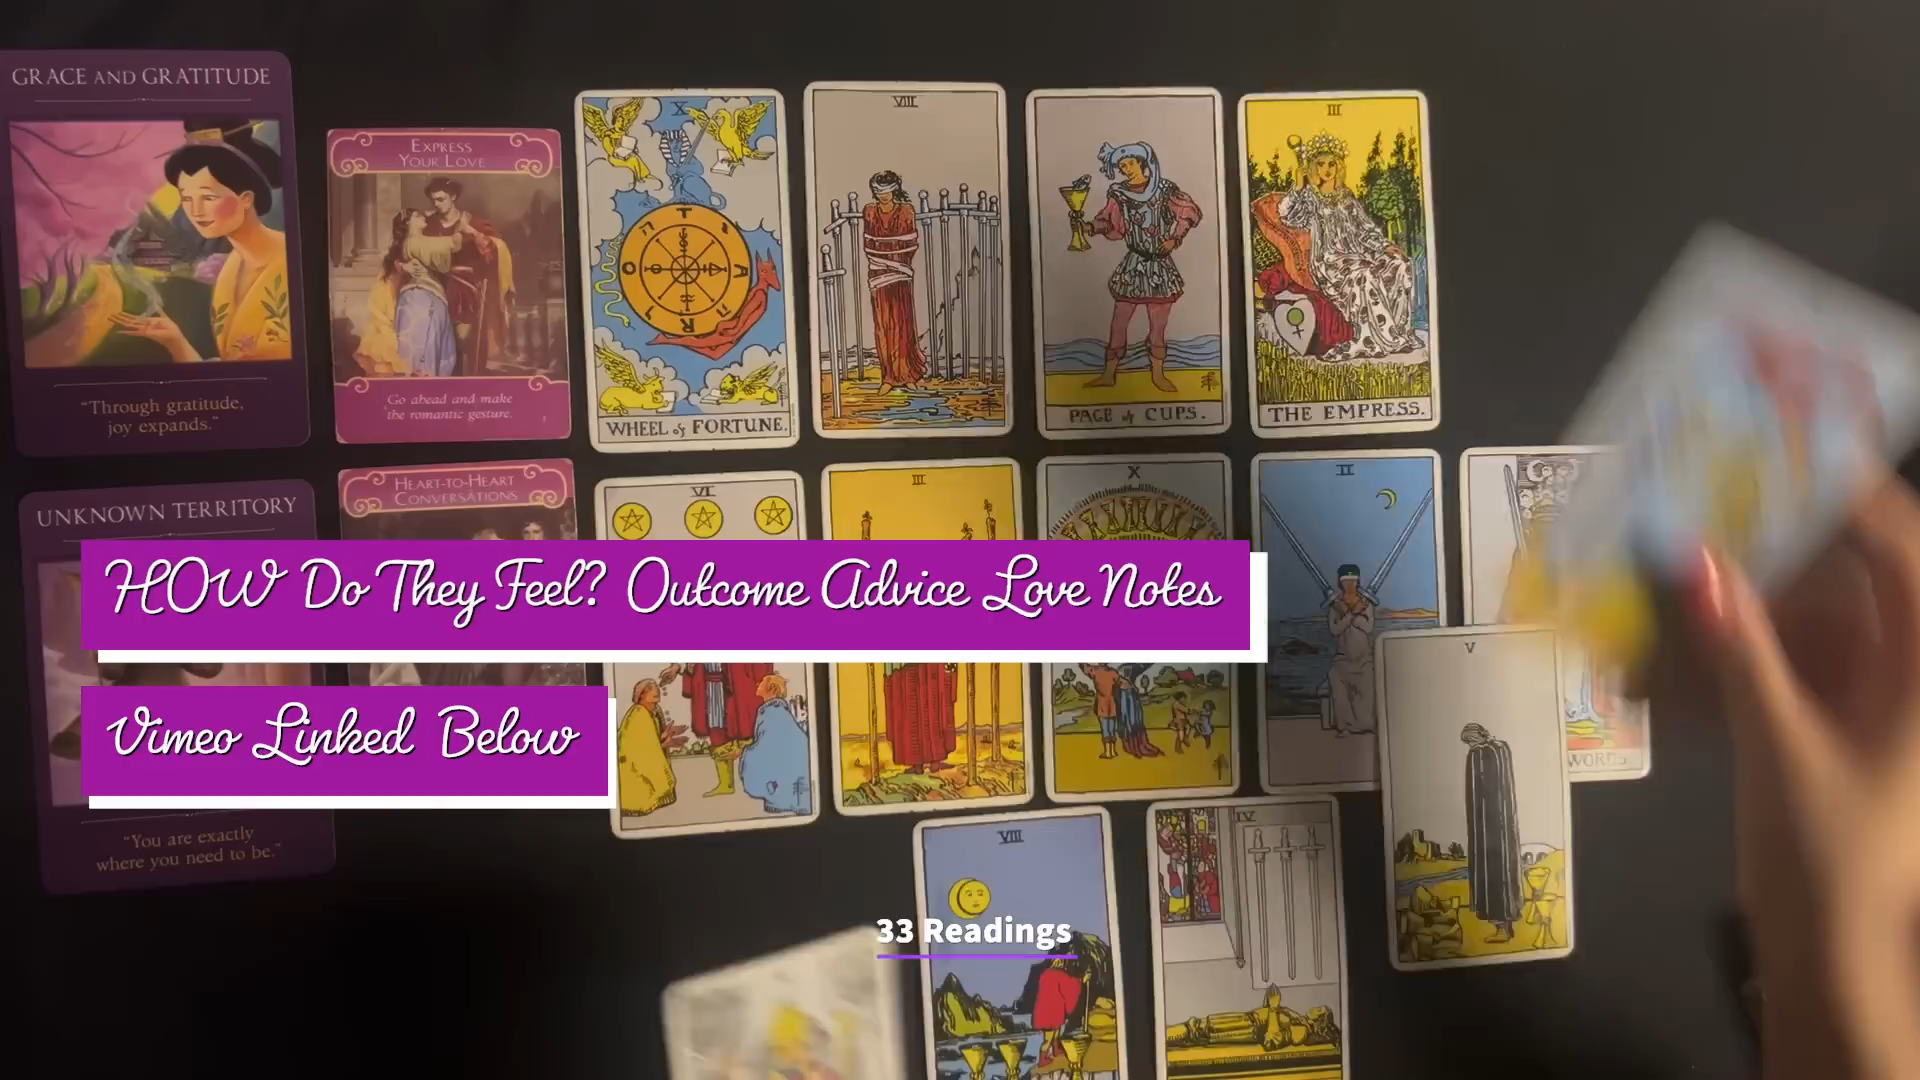 GRACE AND GRATITUDE
"Through gratitude,
joy expands."
EXPRESS
YOUR LOVE
Go ahead and make
the romantic gesture.
X
T
A
R
O
WHEEL of FORTUNE.
VIII
PAGE of CUPS.
III
THE EMPRESS.
UNKNOWN TERRITORY
"You are exactly
where you need to be."
HEART-TO-HEART
CONVERSATIONS
VI
III
X
II
WORDS
V
HOW Do They Feel? Outcome Advice Love Notes
Vimeo Linked Below
VIII
IV
33 Readings